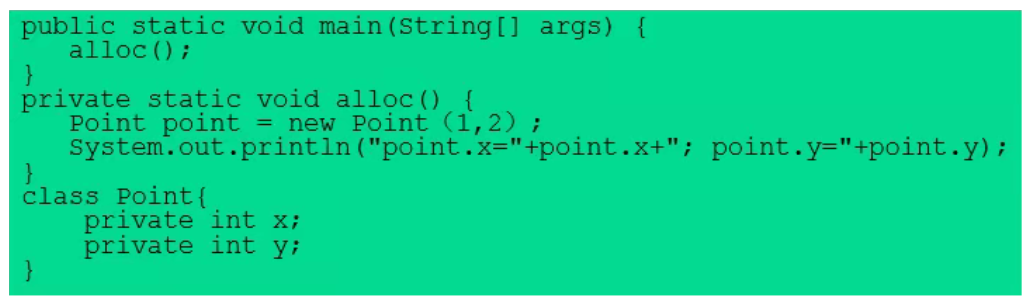 public static void main(String[] args) {
    alloc();
}
private static void alloc() {
    Point point = new Point (1,2) ;
    System.out.println("point.x="+point.x+"; point.y="+point.y);
}
class Point{
    private int x;
    private int y;
}